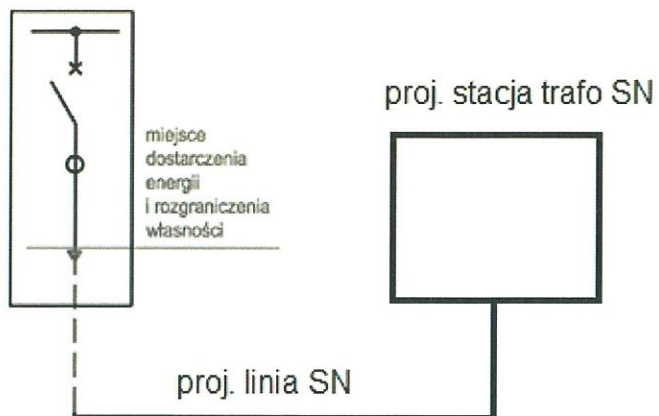 proj. stacja trafo SN
miejsce
dostarczenia
energii
i rozgraniczenia
własności
proj. linia SN